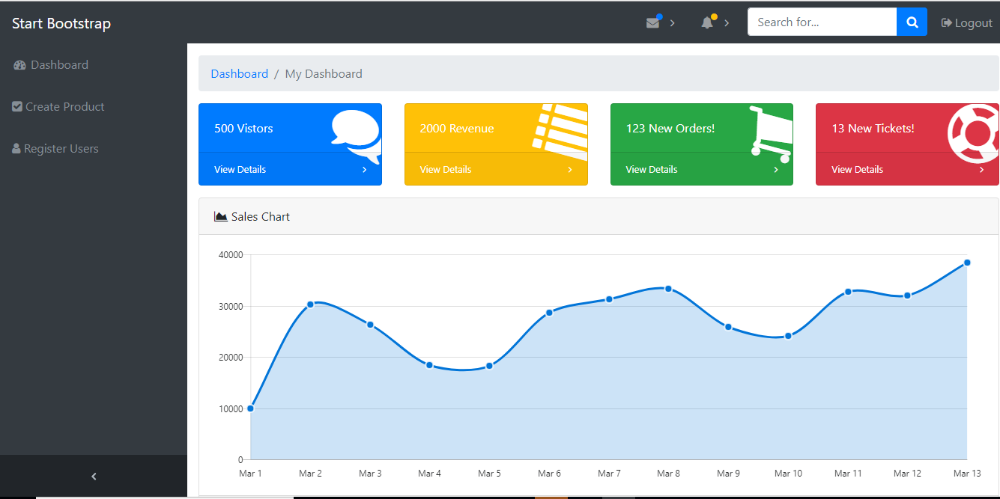 Start Bootstrap
Search for...
Logout
Dashboard
Create Product
Register Users
Dashboard / My Dashboard
500 Vistors
View Details
2000 Revenue
View Details
123 New Orders!
View Details
13 New Tickets!
View Details
Sales Chart
40000
30000
20000
10000
0
Mar 1 Mar 2 Mar 3 Mar 4 Mar 5 Mar 6 Mar 7 Mar 8 Mar 9 Mar 10 Mar 11 Mar 12 Mar 13